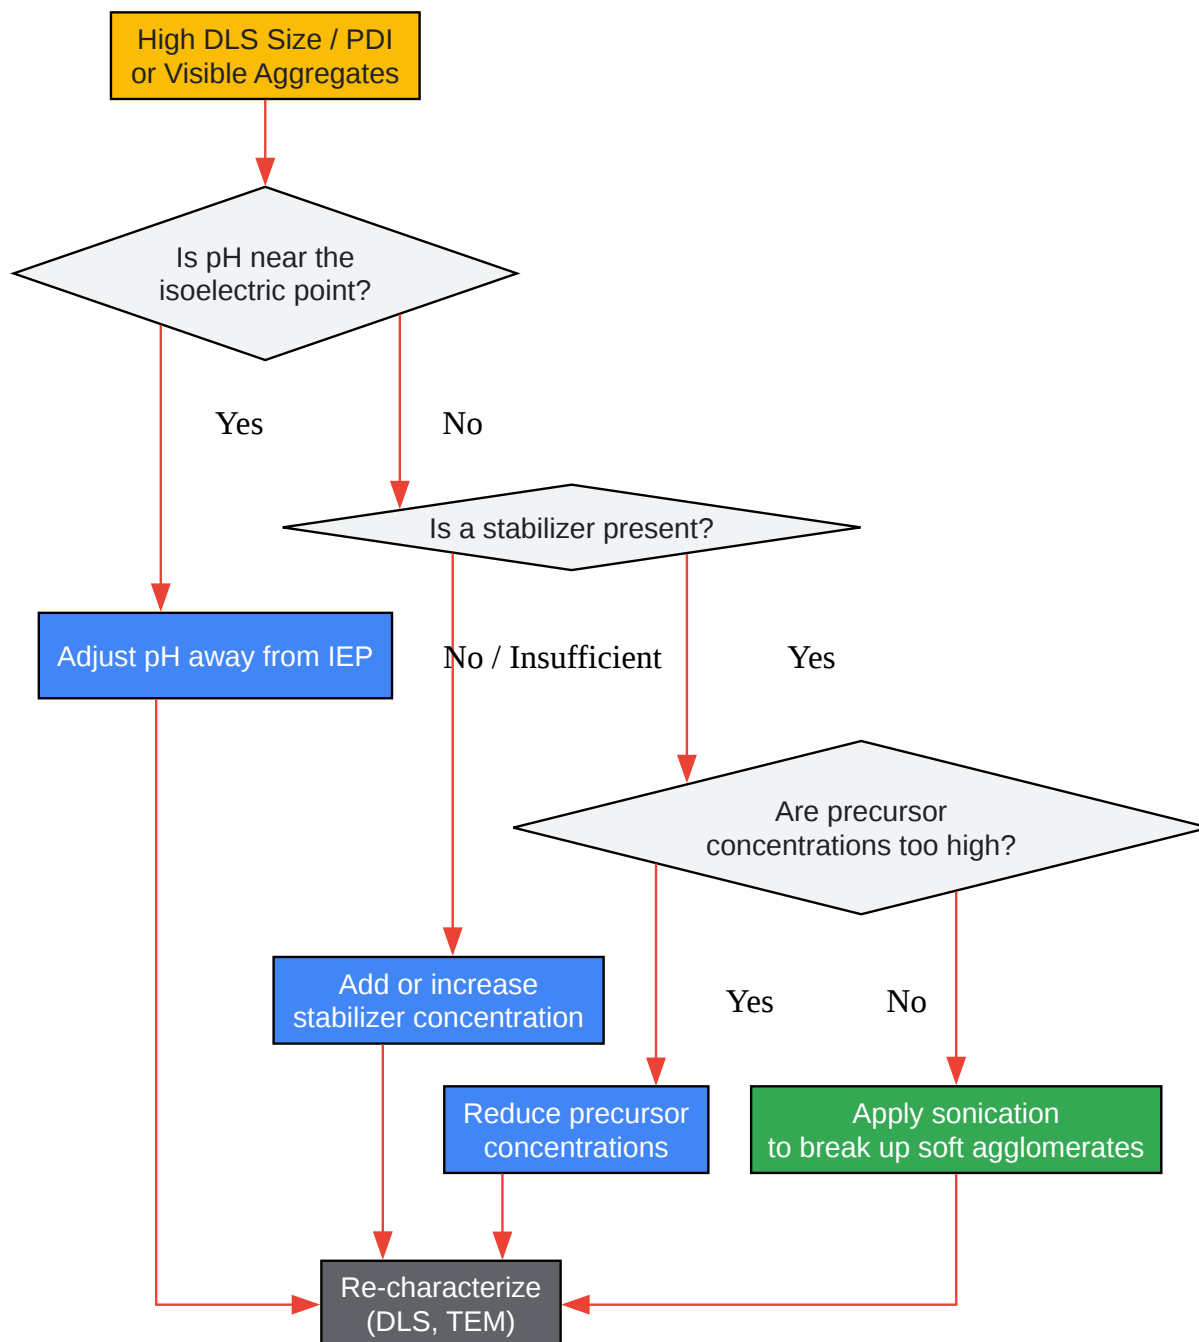 High DLS Size / PDI
or Visible Aggregates
Is pH near the
isoelectric point?
Yes
No
Is a stabilizer present?
Adjust pH away from IEP
No / Insufficient
Yes
Are precursor
concentrations too high?
Add or increase
stabilizer concentration
Yes
No
Reduce precursor
concentrations
Apply sonication
to break up soft agglomerates
Re-characterize
(DLS, TEM)